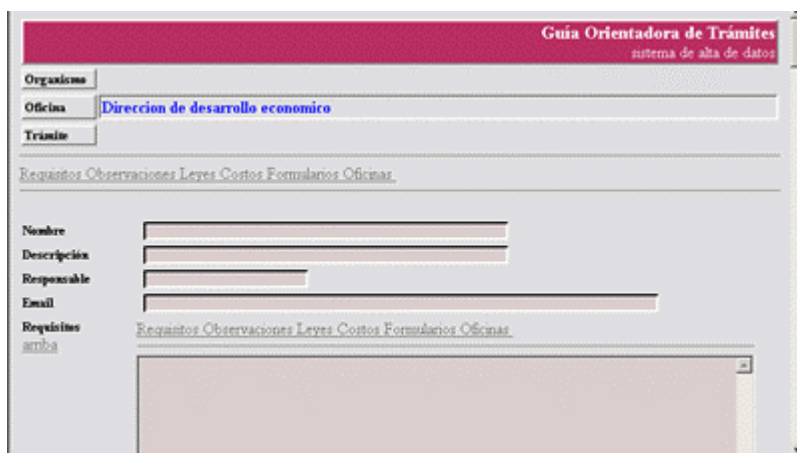 Guía Orientadora de Trámites
sistema de alta de datos
Organismo
Oficina Direccion de desarrollo economico
Trámite
Requisitos Observaciones Leyes Costos Formularios Oficinas
Nombre
Descripción
Responsable
Email
Requisitos Requisitos Observaciones Leyes Costos Formularios Oficinas
arriba